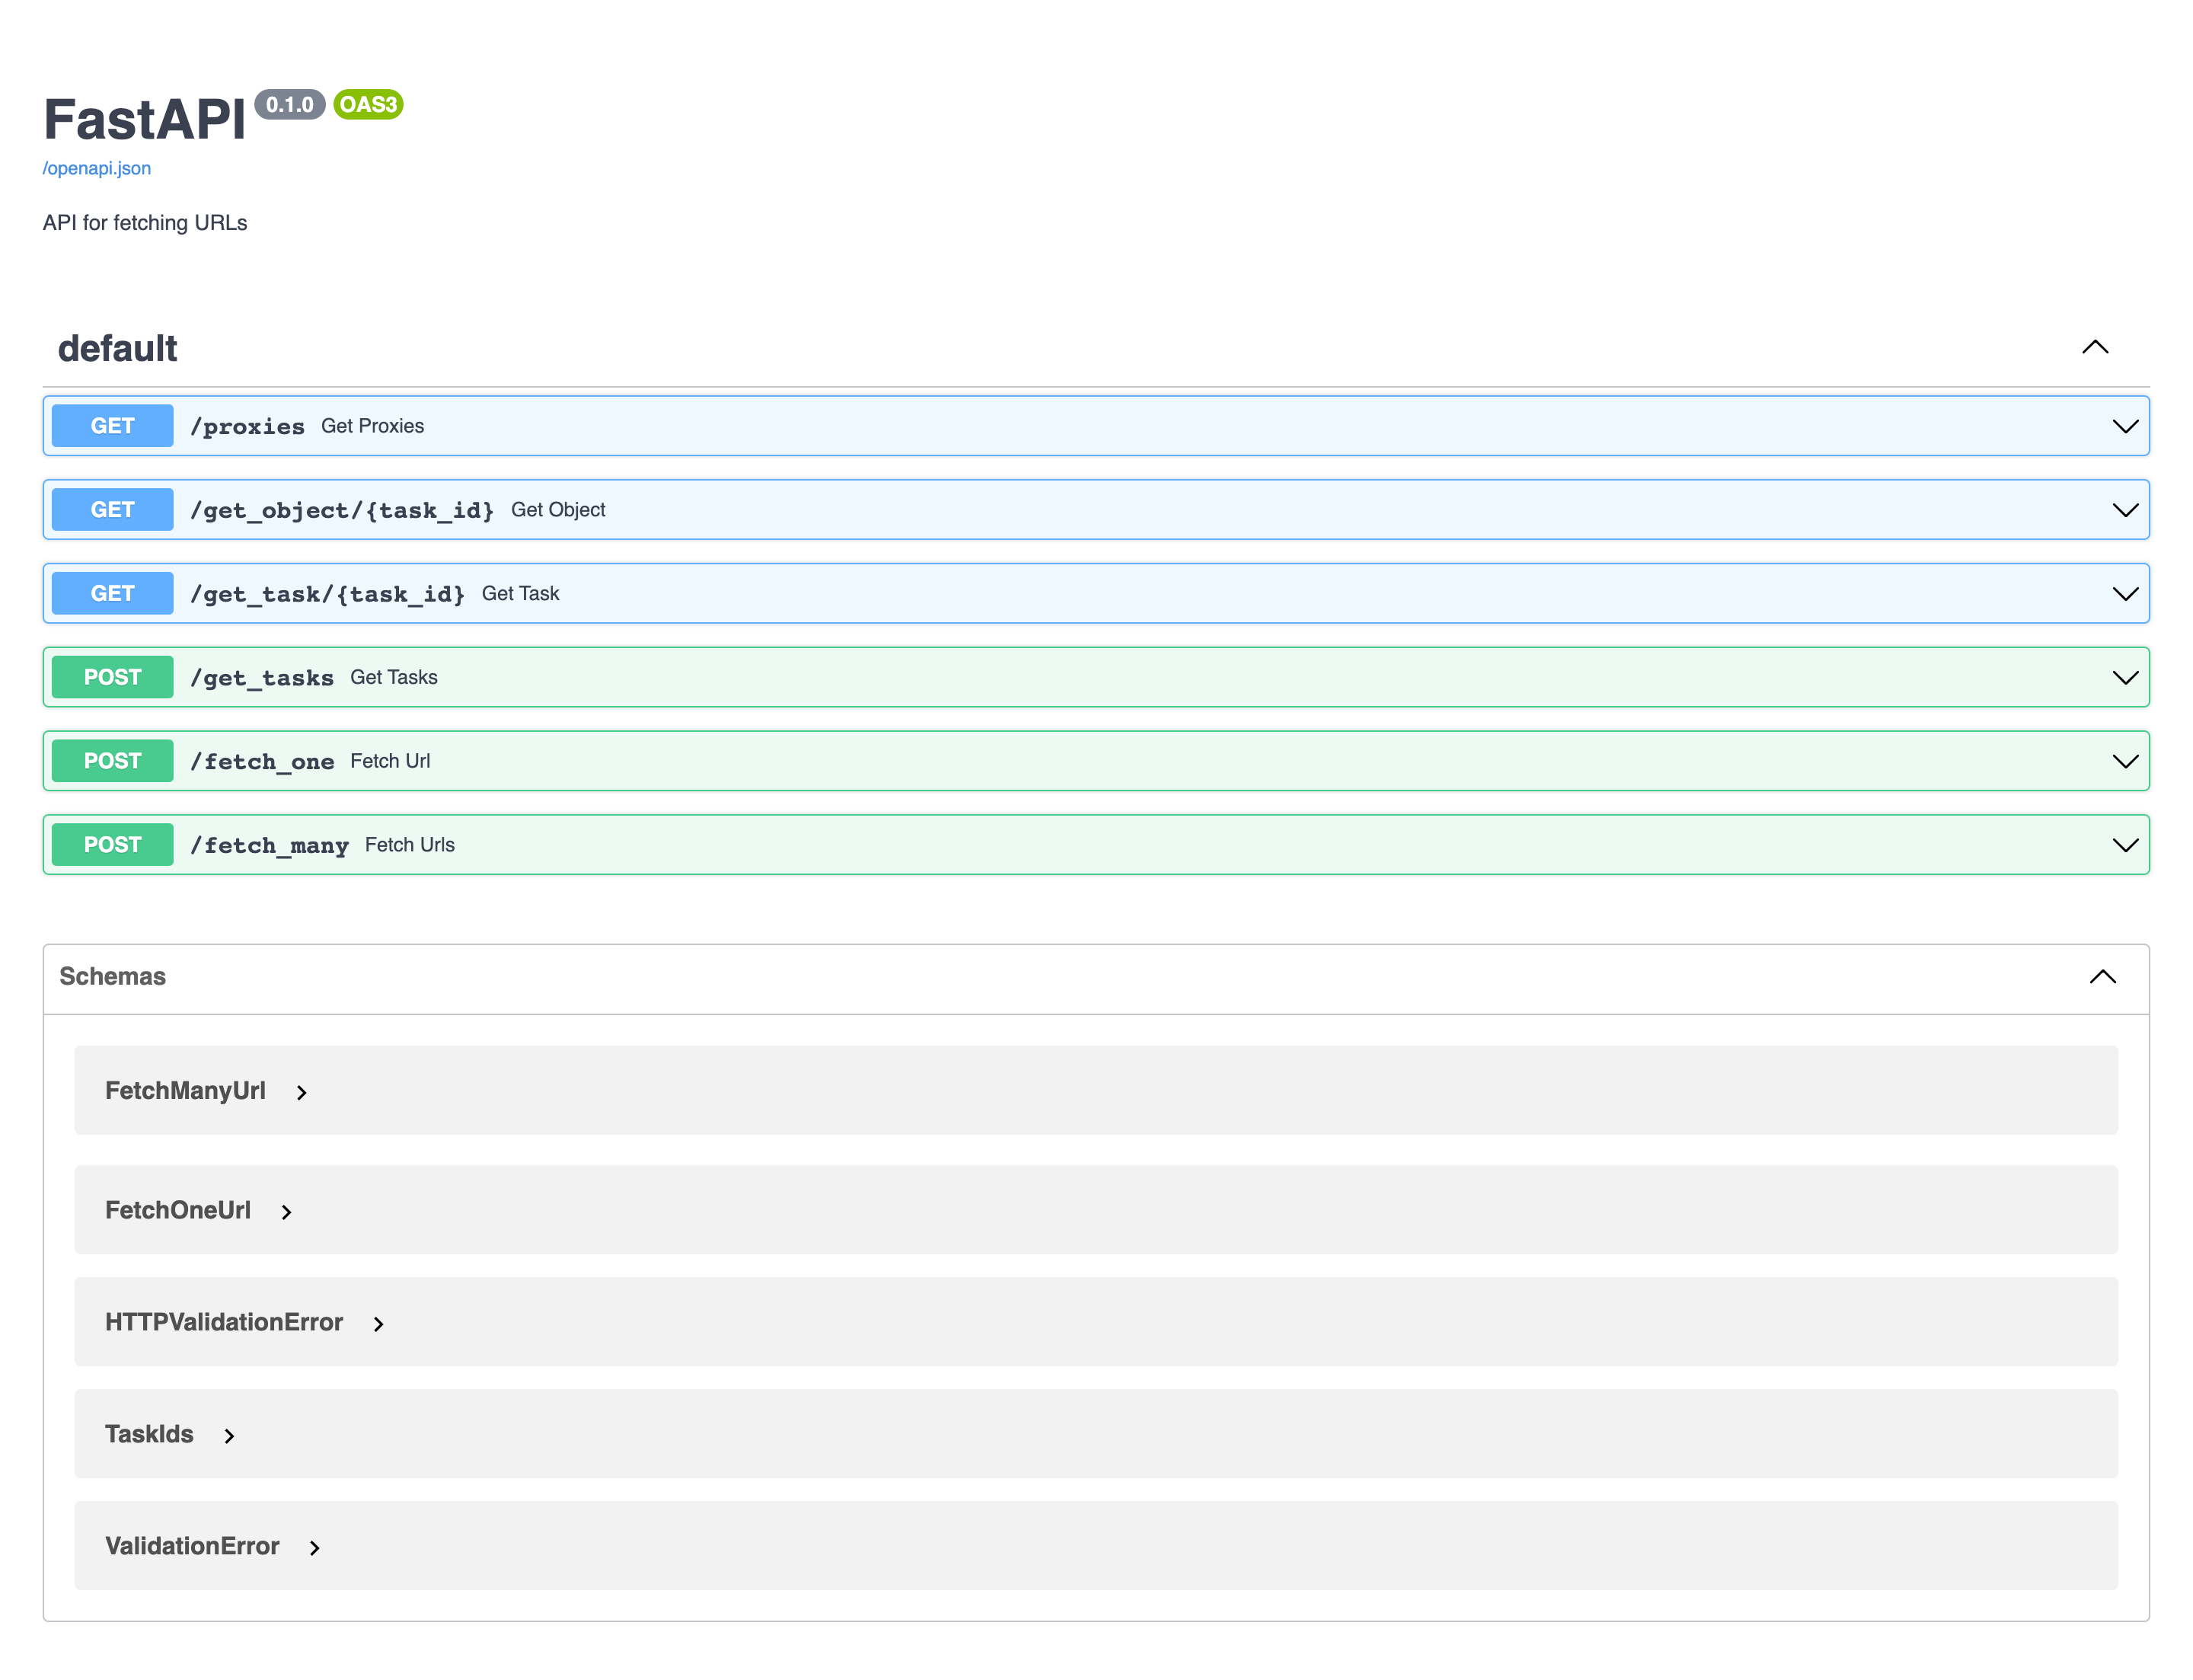 FastAPI 0.1.0 OAS3
/openapi.json
API for fetching URLs
default
GET /proxies Get Proxies
GET /get_object/{task_id} Get Object
GET /get_task/{task_id} Get Task
POST /get_tasks Get Tasks
POST /fetch_one Fetch Url
POST /fetch_many Fetch Urls
Schemas
FetchManyUrl
FetchOneUrl
HTTPValidationError
TaskIds
ValidationError